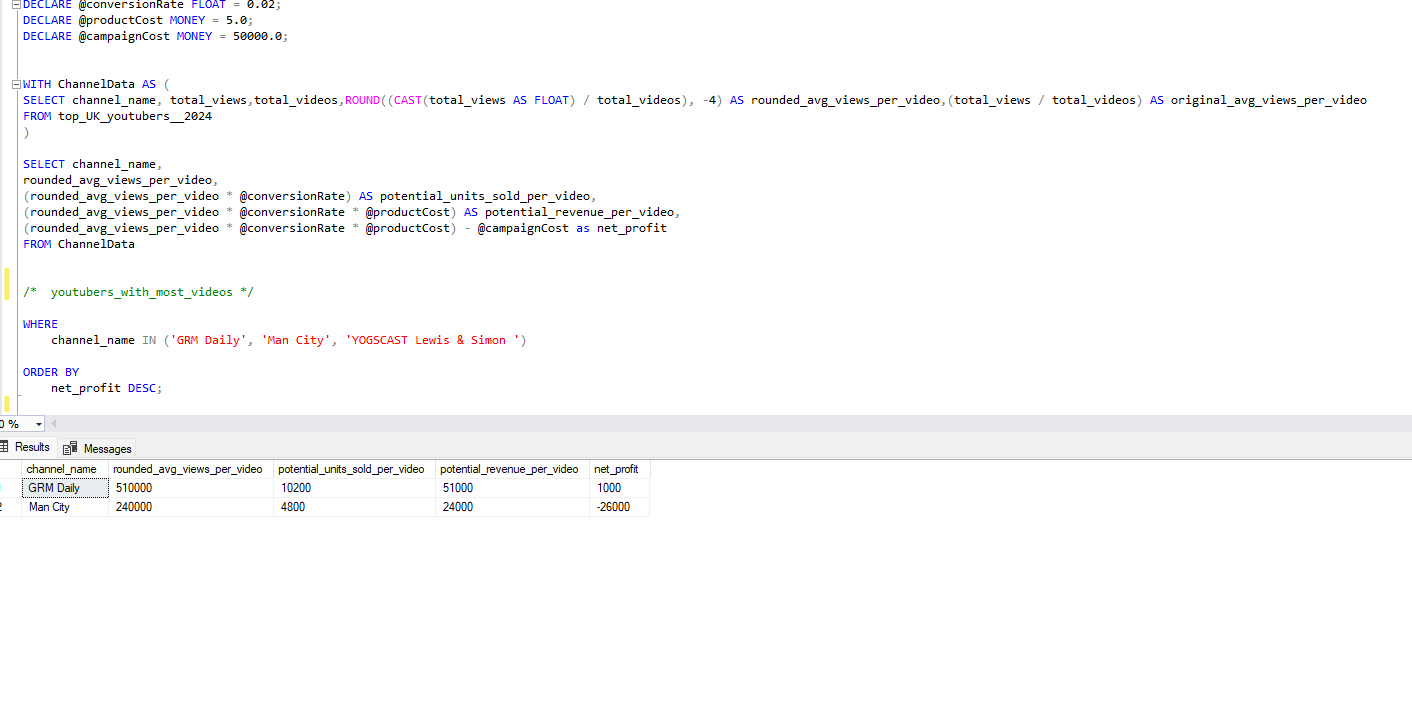 DECLARE @conversionRate FLOAT = 0.02;
DECLARE @productCost MONEY = 5.0;
DECLARE @campaignCost MONEY = 50000.0;
WITH ChannelData AS (
SELECT channel_name, total_views,total_videos,ROUND((CAST(total_views AS FLOAT) / total_videos), -4) AS rounded_avg_views_per_video,(total_views / total_videos) AS original_avg_views_per_video
FROM top_UK_youtubers__2024
)
SELECT channel_name,
rounded_avg_views_per_video,
(rounded_avg_views_per_video * @conversionRate) AS potential_units_sold_per_video,
(rounded_avg_views_per_video * @conversionRate * @productCost) AS potential_revenue_per_video,
(rounded_avg_views_per_video * @conversionRate * @productCost) - @campaignCost as net_profit
FROM ChannelData
/*  youtubers_with_most_videos */
WHERE
channel_name IN ('GRM Daily', 'Man City', 'YOGSCAST Lewis & Simon ')
ORDER BY
net_profit DESC;
0 %
Results Messages
channel_name rounded_avg_views_per_video potential_units_sold_per_video potential_revenue_per_video net_profit
GRM Daily 510000 10200 51000 1000
2 Man City 240000 4800 24000 -26000